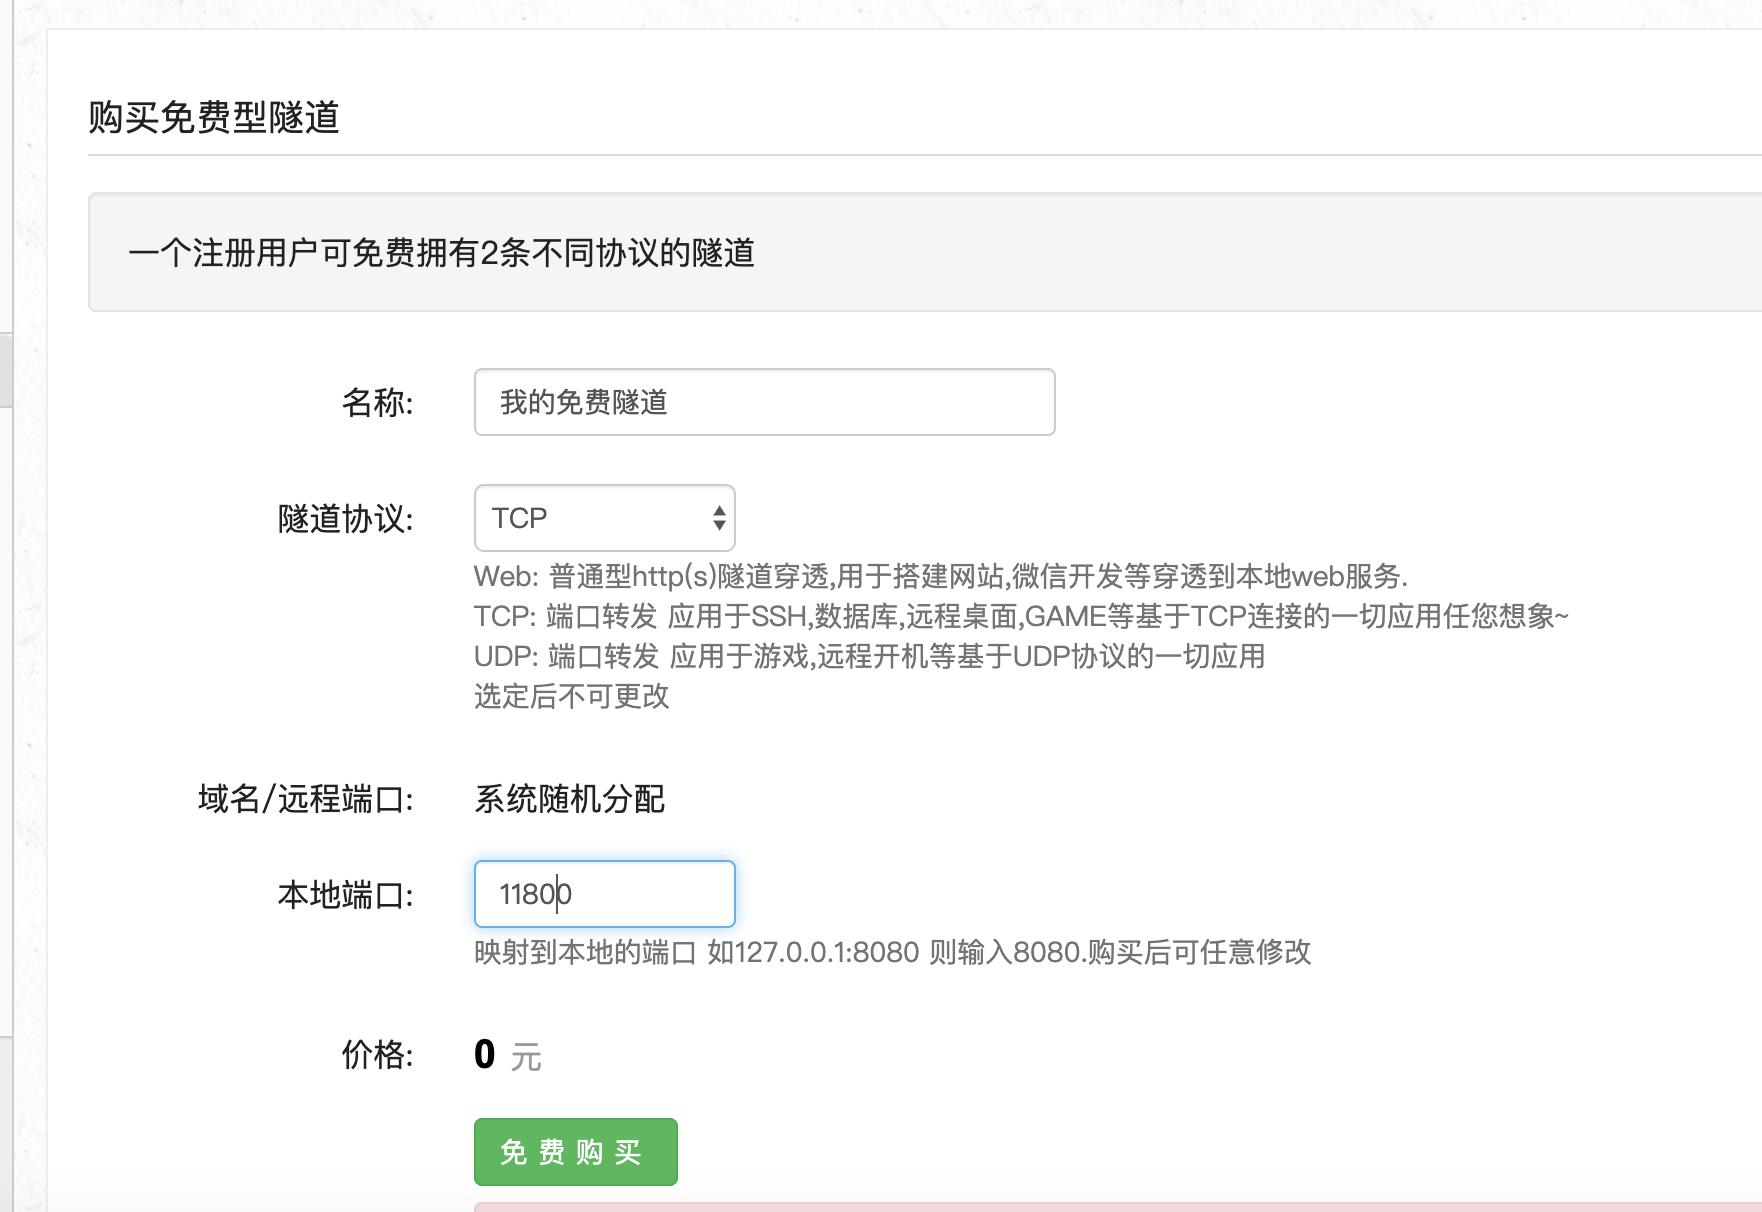 购买免费型隧道
一个注册用户可免费拥有2条不同协议的隧道
名称: 我的免费隧道
隧道协议: TCP
Web: 普通型http(s)隧道穿透,用于搭建网站,微信开发等穿透到本地web服务.
TCP: 端口转发 应用于SSH,数据库,远程桌面,GAME等基于TCP连接的一切应用任您想象~
UDP: 端口转发 应用于游戏,远程开机等基于UDP协议的一切应用
选定后不可更改
域名/远程端口: 系统随机分配
本地端口: 11800
映射到本地的端口 如127.0.0.1:8080 则输入8080.购买后可任意修改
价格: 0 元
免费购买